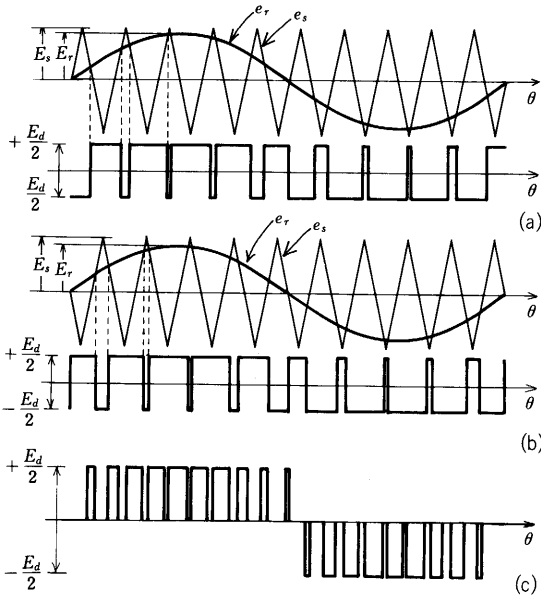 e_r
e_s
E_s E_r
θ
+ E_d/2
E_d/2
θ
(a)
e_r
e_s
E_s E_r
θ
+ E_d/2
− E_d/2
θ
(b)
+ E_d/2
θ
− E_d/2
(c)